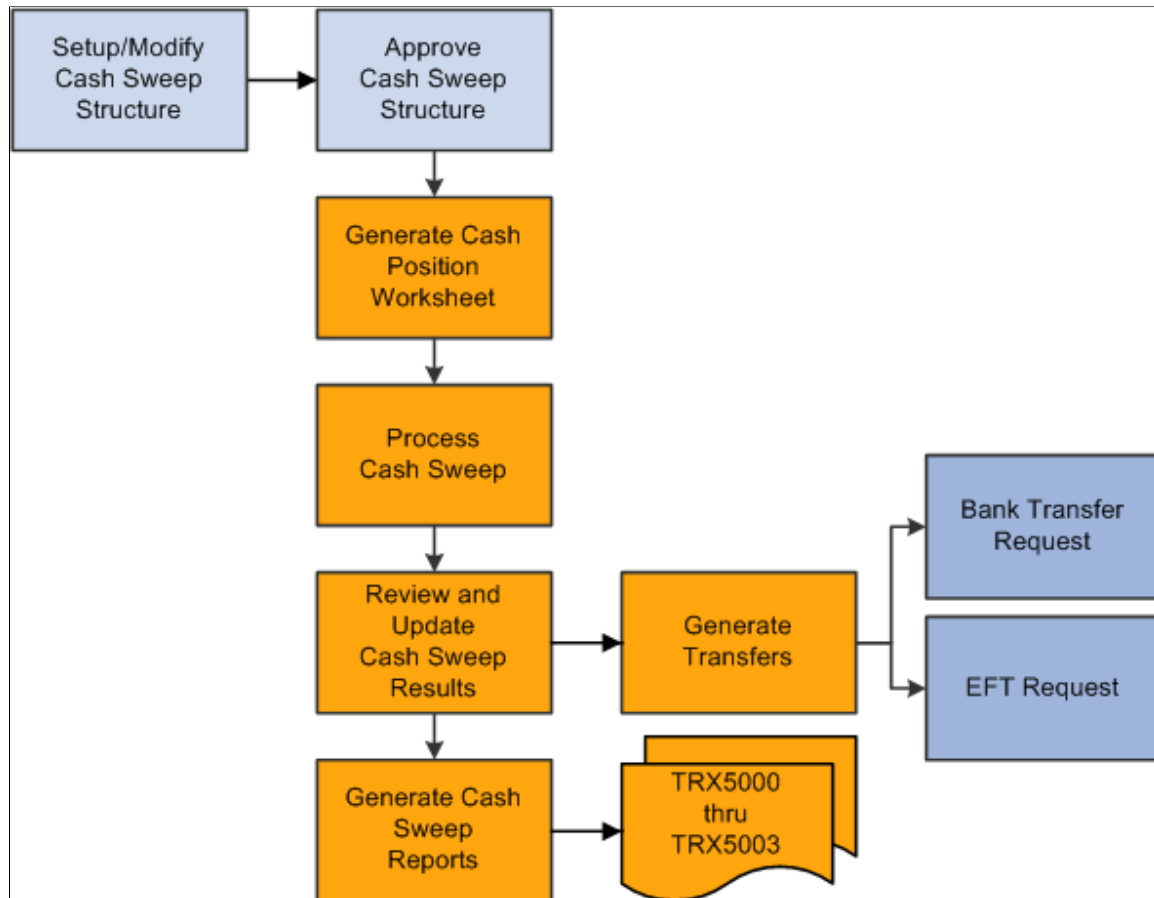 Setup/Modify
Cash Sweep
Structure
Approve
Cash Sweep
Structure
Generate Cash
Position
Worksheet
Process
Cash Sweep
Review and
Update
Cash Sweep
Results
Generate
Transfers
Bank Transfer
Request
EFT Request
Generate Cash
Sweep
Reports
TRX5000
thru
TRX5003